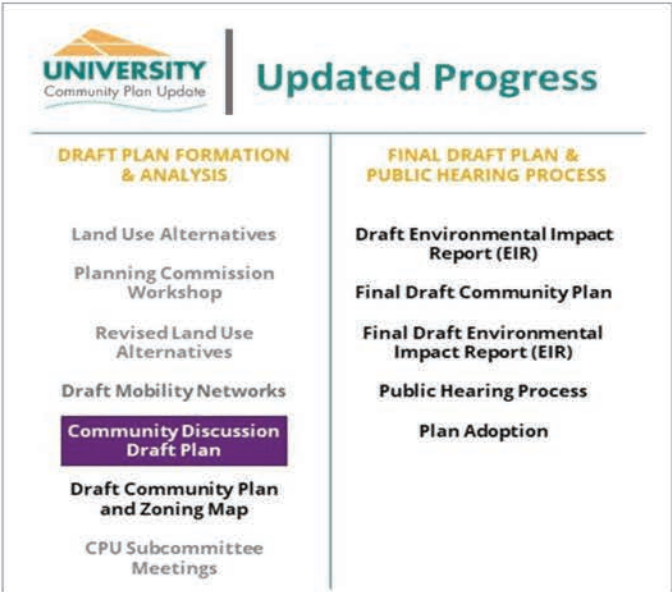 UNIVERSITY
Community Plan Update
Updated Progress
DRAFT PLAN FORMATION
& ANALYSIS
Land Use Alternatives
Planning Commission
Workshop
Revised Land Use
Alternatives
Draft Mobility Networks
Community Discussion
Draft Plan
Draft Community Plan
and Zoning Map
CPU Subcommittee
Meetings
FINAL DRAFT PLAN &
PUBLIC HEARING PROCESS
Draft Environmental Impact
Report (EIR)
Final Draft Community Plan
Final Draft Environmental
Impact Report (EIR)
Public Hearing Process
Plan Adoption